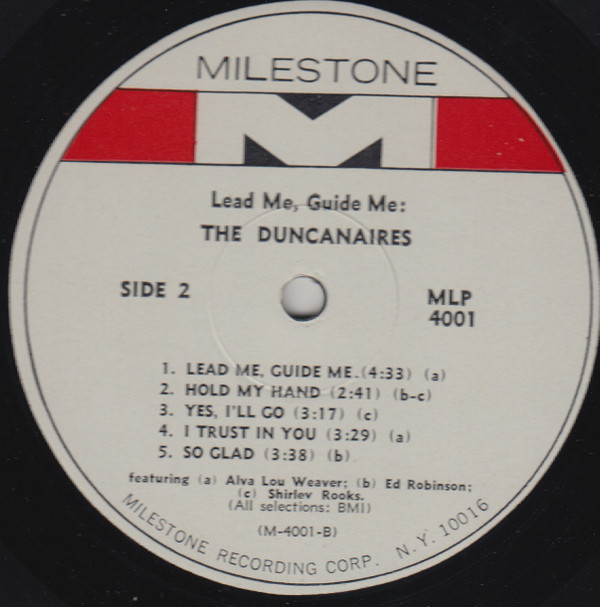 MILESTONE
M
Lead Me, Guide Me:
THE DUNCANAIRES
SIDE 2
MLP
4001
1. LEAD ME, GUIDE ME.(4:33) (a)
2. HOLD MY HAND (2:41) (b-c)
3. YES, I'LL GO (3:17) (c)
4. I TRUST IN YOU (3:29) (a)
5. SO GLAD (3:38) (b)
featuring (a) Alva Lou Weaver; (b) Ed Robinson;
(c) Shirley Rooks.
(All selections: BMI)
(M-4001-B)
MILESTONE RECORDING CORP. N.Y. 10016